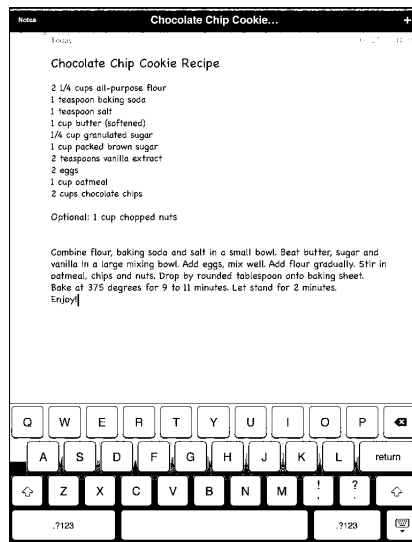 Notes
Chocolate Chip Cookie...
+
Today
Chocolate Chip Cookie Recipe
2 1/4 cups all-purpose flour
1 teaspoon baking soda
1 teaspoon salt
1 cup butter (softened)
1/4 cup granulated sugar
1 cup packed brown sugar
2 teaspoons vanilla extract
2 eggs
1 cup oatmeal
2 cups chocolate chips
Optional: 1 cup chopped nuts
Combine flour, baking soda and salt in a small bowl. Beat butter, sugar and
vanilla in a large mixing bowl. Add eggs, mix well. Add flour gradually. Stir in
oatmeal, chips and nuts. Drop by rounded tablespoon onto baking sheet.
Bake at 375 degrees for 9 to 11 minutes. Let stand for 2 minutes.
Enjoy!
Q W E R T Y U I O P
A S D F G H J K L return
Z X C V B N M ! , ? .
.?123 .?123